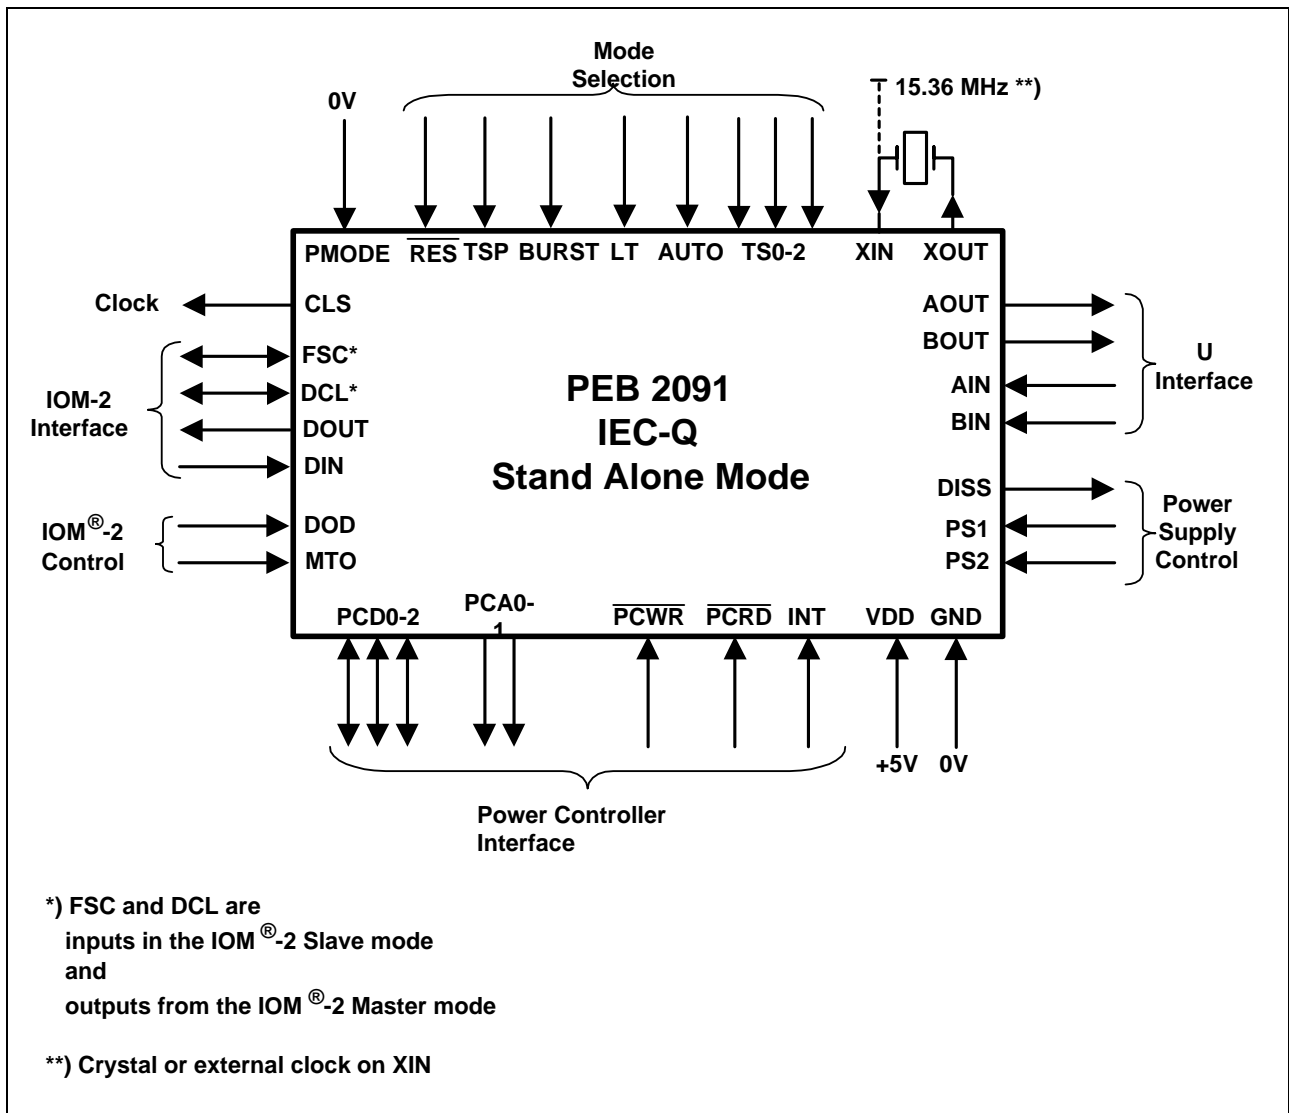 Mode
Selection
15.36 MHz **)
0V
PMODE RES TSP BURST LT AUTO TS0-2 XIN XOUT
Clock CLS AOUT
BOUT
FSC* U
Interface
IOM-2
Interface
DCL* AIN
DOUT BIN
DIN
PEB 2091
IEC-Q
Stand Alone Mode
DISS
IOM®-2
Control
DOD PS1
MTO PS2
Power
Supply
Control
PCD0-2 PCA0-
1
PCWR PCRD INT VDD GND
+5V 0V
Power Controller
Interface
*) FSC and DCL are
inputs in the IOM ®-2 Slave mode
and
outputs from the IOM ®-2 Master mode
**) Crystal or external clock on XIN